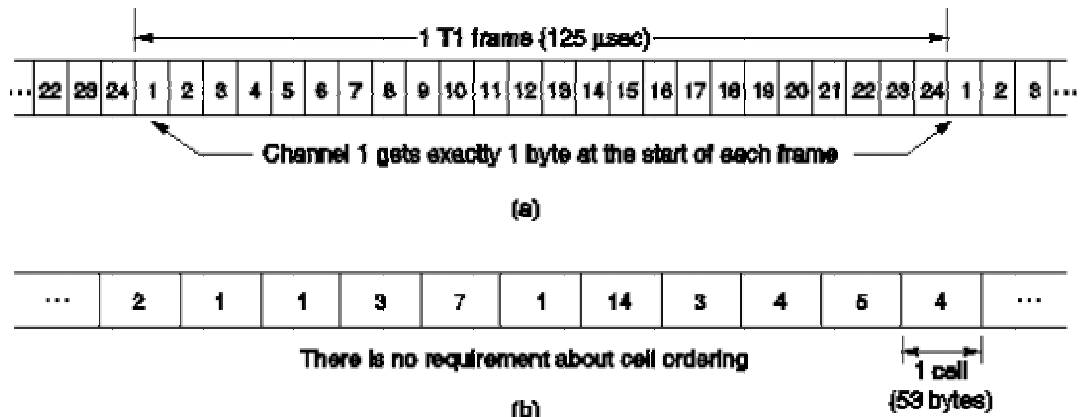 1 T1 frame (125 µsec)
... 22 23 24 1 2 3 4 5 6 7 8 9 10 11 12 13 14 15 16 17 18 19 20 21 22 23 24 1 2 3 ...
Channel 1 gets exactly 1 byte at the start of each frame
(a)
... 2 1 1 3 7 1 14 3 4 5 4 ...
There is no requirement about cell ordering
1 cell
(53 bytes)
(b)